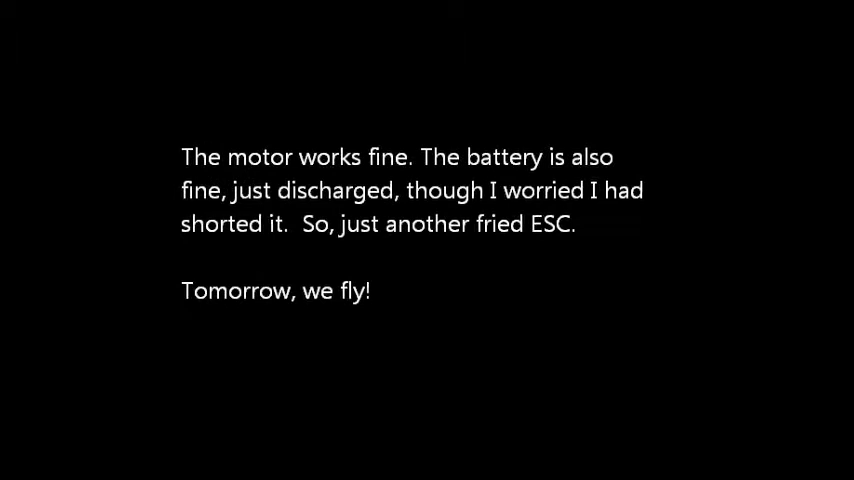 The motor works fine. The battery is also
fine, just discharged, though I worried I had
shorted it.  So, just another fried ESC.
Tomorrow, we fly!